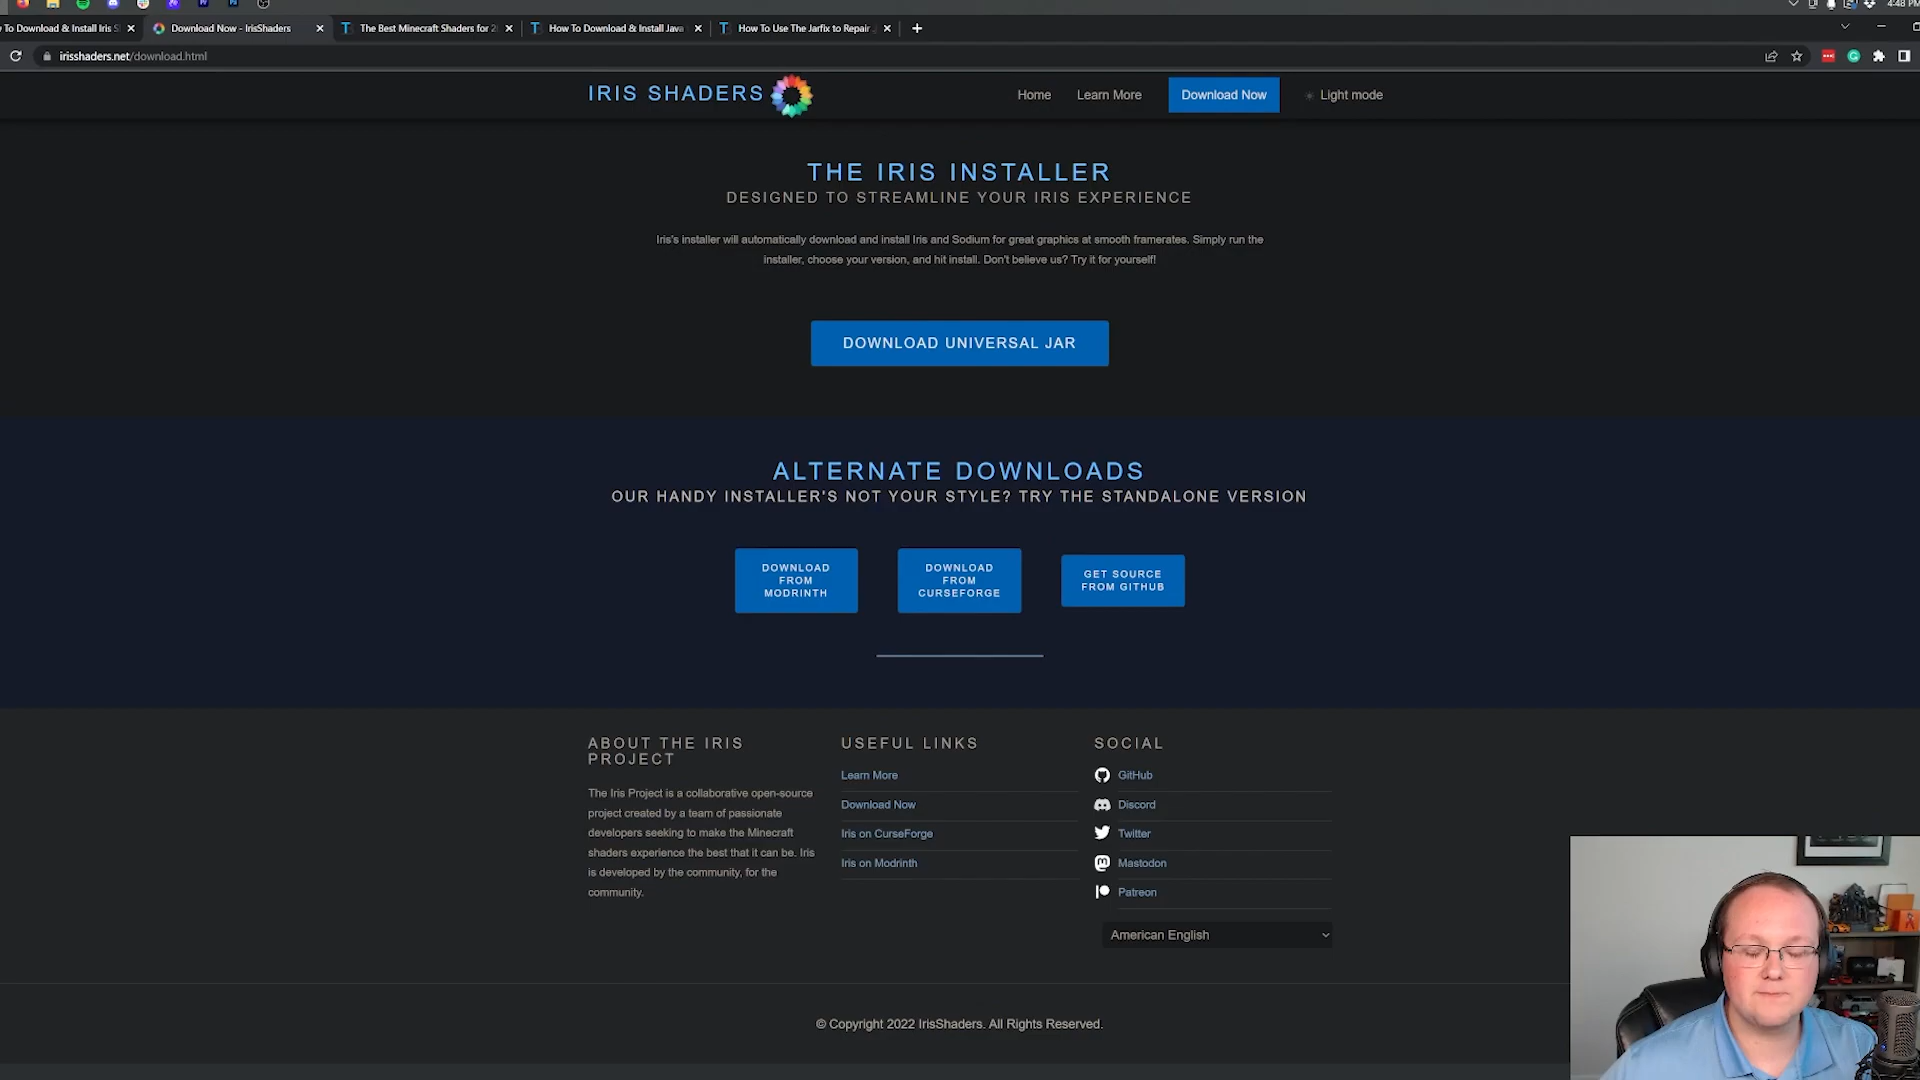 4:48 PM
o To Download & Install Iris S
Download Now - IrisShaders
The Best Minecraft Shaders for 2
How To Download & Install Java
How To Use The Jarfix to Repair
irisshaders.net/download.html
IRIS SHADERS
Home
Learn More
Download Now
Light mode
THE IRIS INSTALLER
DESIGNED TO STREAMLINE YOUR IRIS EXPERIENCE
Iris's installer will automatically download and install Iris and Sodium for great graphics at smooth framerates. Simply run the
installer, choose your version, and hit install. Don't believe us? Try it for yourself!
DOWNLOAD UNIVERSAL JAR
ALTERNATE DOWNLOADS
OUR HANDY INSTALLER'S NOT YOUR STYLE? TRY THE STANDALONE VERSION
DOWNLOAD
FROM
MODRINTH
DOWNLOAD
FROM
CURSEFORGE
GET SOURCE
FROM GITHUB
ABOUT THE IRIS
PROJECT
The Iris Project is a collaborative open-source
project created by a team of passionate
developers seeking to make the Minecraft
shaders experience the best that it can be. Iris
is developed by the community, for the
community.
USEFUL LINKS
Learn More
Download Now
Iris on CurseForge
Iris on Modrinth
SOCIAL
GitHub
Discord
Twitter
Mastodon
Patreon
American English
© Copyright 2022 IrisShaders. All Rights Reserved.